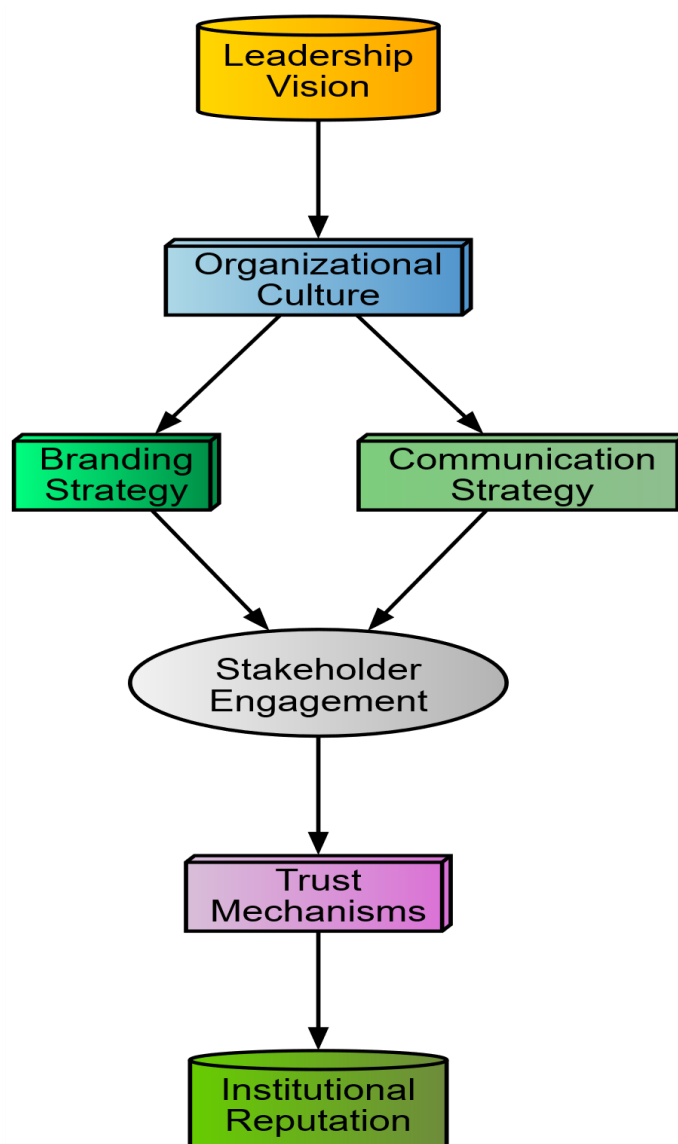 Leadership
Vision
Organizational
Culture
Branding
Strategy
Communication
Strategy
Stakeholder
Engagement
Trust
Mechanisms
Institutional
Reputation